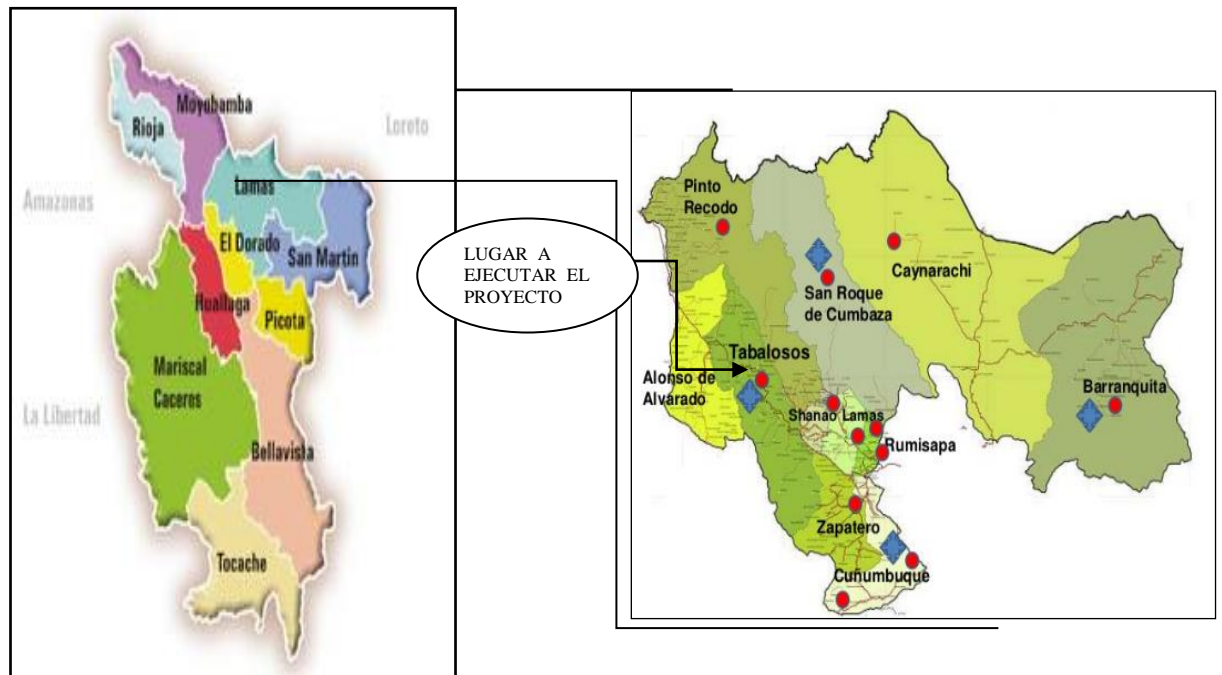 Moyobamba
Rioja
Loreto
Lamas
Amazonas
El Dorado
San Martin
Huallaga
Picota
Mariscal
Caceres
La Libertad
Bellavista
Tocache
LUGAR A
EJECUTAR EL
PROYECTO
Pinto
Recodo
Caynarachi
San Roque
de Cumbaza
Tabalosos
Alonso de
Alvarado
Barranquita
Shanao Lamas
Rumisapa
Zapatero
Cuñumbuque